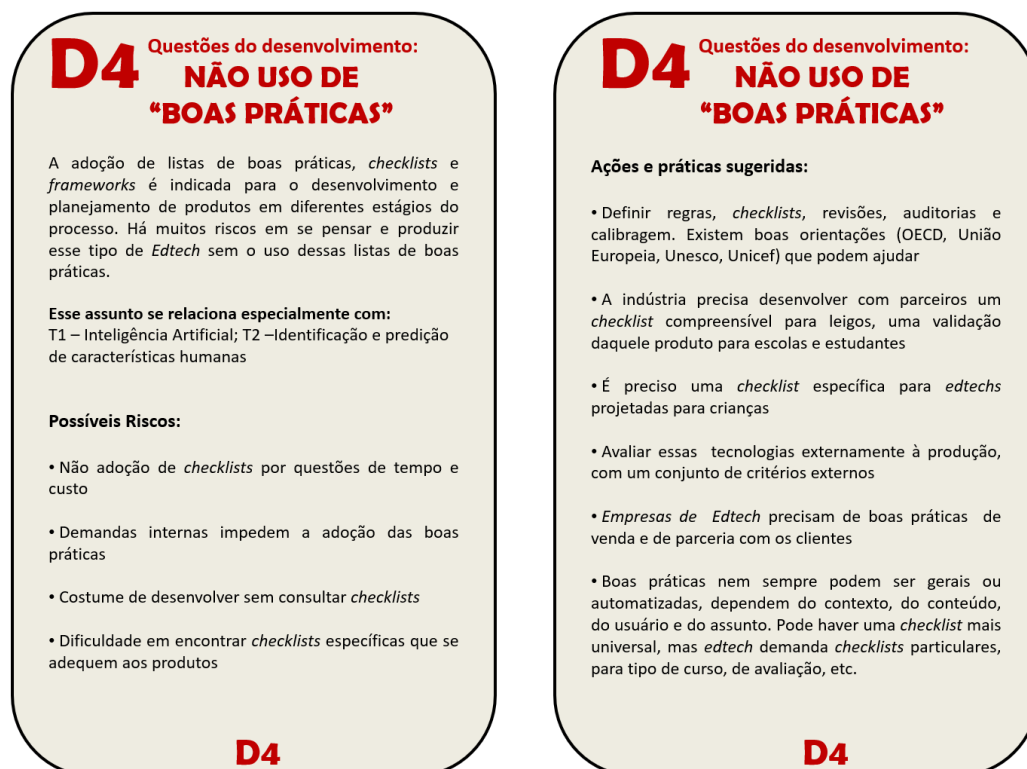 D4 Questões do desenvolvimento:
NÃO USO DE
“BOAS PRÁTICAS”
A adoção de listas de boas práticas, checklists e
frameworks é indicada para o desenvolvimento e
planejamento de produtos em diferentes estágios do
processo. Há muitos riscos em se pensar e produzir
esse tipo de Edtech sem o uso dessas listas de boas
práticas.
Esse assunto se relaciona especialmente com:
T1 – Inteligência Artificial; T2 –Identificação e predição
de características humanas
Possíveis Riscos:
• Não adoção de checklists por questões de tempo e
custo
• Demandas internas impedem a adoção das boas
práticas
• Costume de desenvolver sem consultar checklists
• Dificuldade em encontrar checklists específicas que se
adequem aos produtos
D4
D4 Questões do desenvolvimento:
NÃO USO DE
“BOAS PRÁTICAS”
Ações e práticas sugeridas:
• Definir regras, checklists, revisões, auditorias e
calibragem. Existem boas orientações (OECD, União
Europeia, Unesco, Unicef) que podem ajudar
• A indústria precisa desenvolver com parceiros um
checklist compreensível para leigos, uma validação
daquele produto para escolas e estudantes
• É preciso uma checklist específica para edtechs
projetadas para crianças
• Avaliar essas tecnologias externamente à produção,
com um conjunto de critérios externos
• Empresas de Edtech precisam de boas práticas de
venda e de parceria com os clientes
• Boas práticas nem sempre podem ser gerais ou
automatizadas, dependem do contexto, do conteúdo,
do usuário e do assunto. Pode haver uma checklist mais
universal, mas edtech demanda checklists particulares,
para tipo de curso, de avaliação, etc.
D4